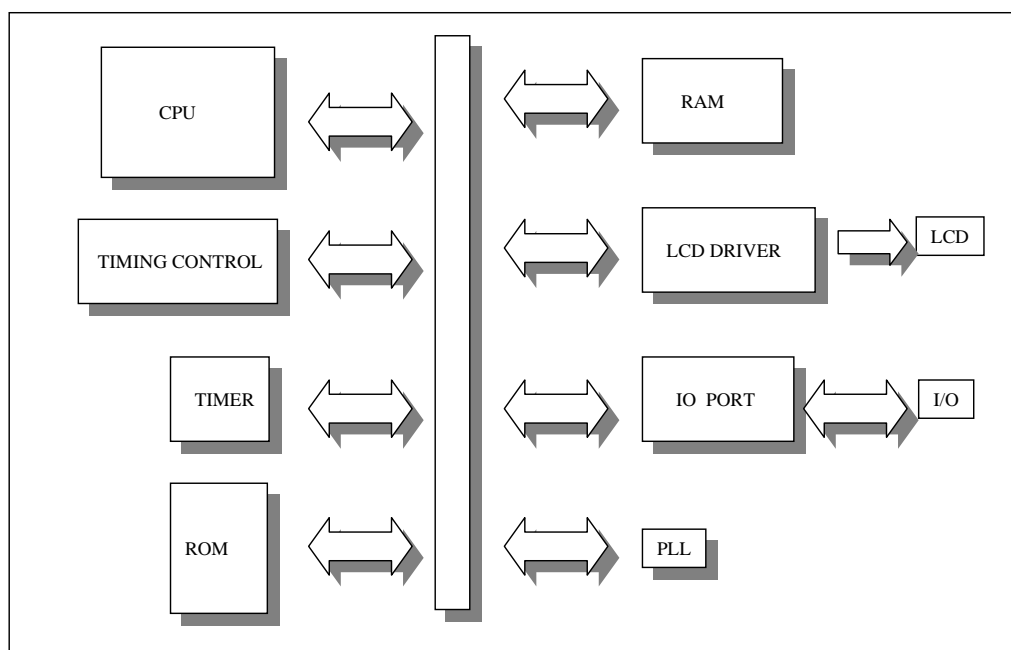 CPU
RAM
TIMING CONTROL
LCD DRIVER
LCD
TIMER
IO PORT
I/O
ROM
PLL